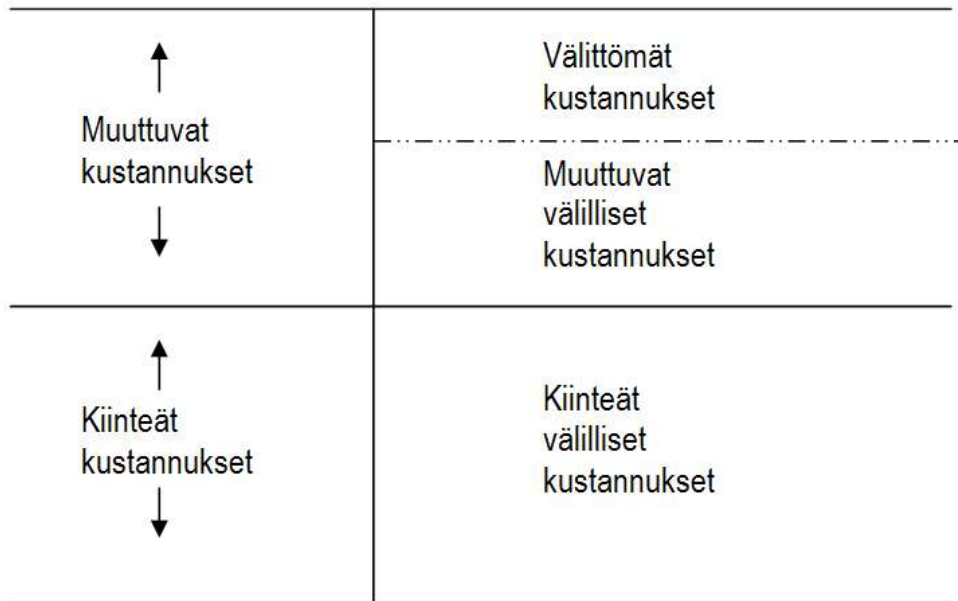 Muuttuvat
kustannukset
Välittömät
kustannukset
Muuttuvat
välilliset
kustannukset
Kiinteät
kustannukset
Kiinteät
välilliset
kustannukset